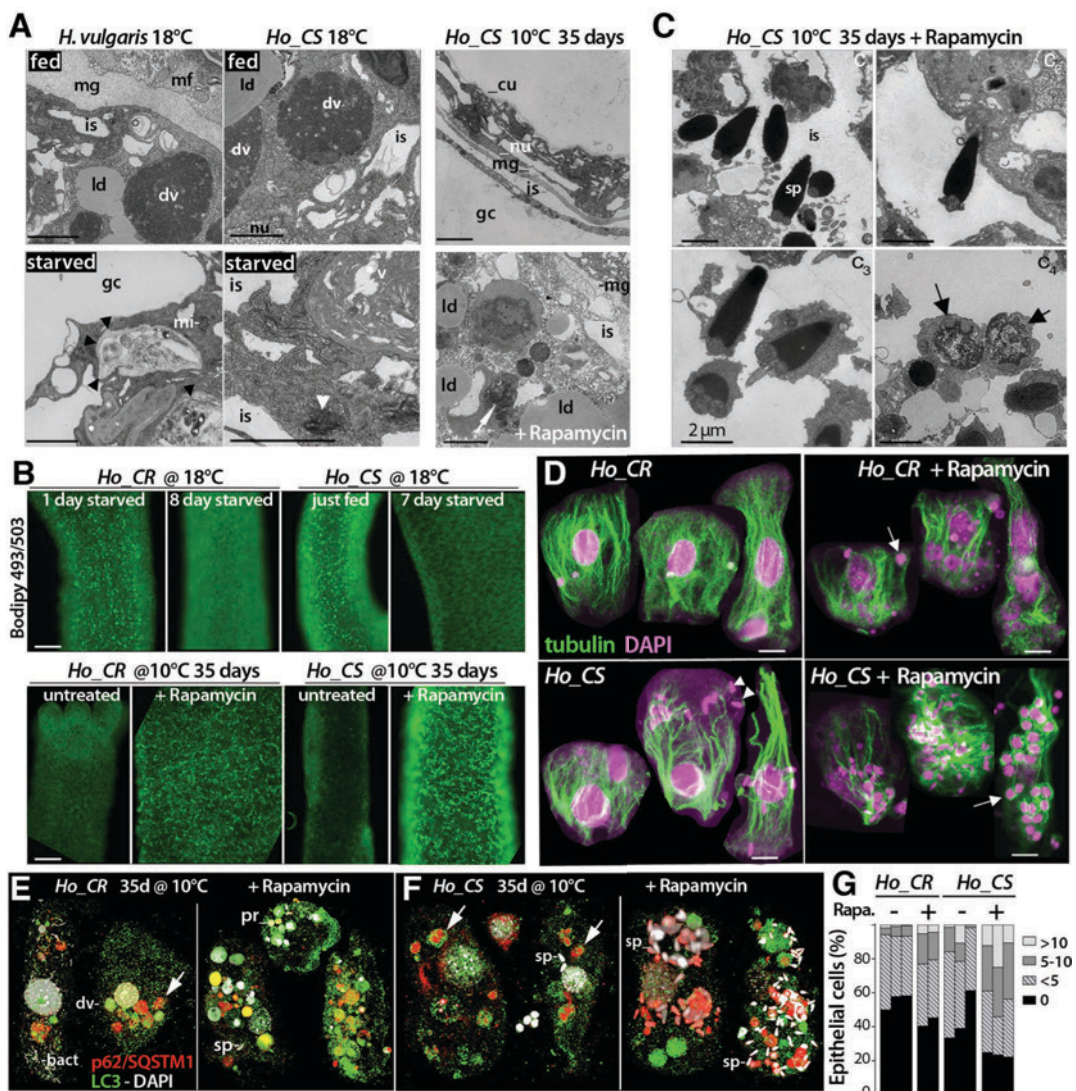 A
H. vulgaris 18°C
Ho_CS 18°C
Ho_CS 10°C 35 days
fed
mg
mf
is
ld
dv
fed
ld
dv
dv
is
nu
_cu
nu
mg
is
gc
starved
gc
mi-
starved
is
v
is
-mg
ld
is
ld
ld
+ Rapamycin
C
Ho_CS 10°C 35 days + Rapamycin
C
is
sp
C
C3
2 µm
C4
B
Ho_CR @ 18°C
Ho_CS @ 18°C
1 day starved
8 day starved
just fed
7 day starved
Bodipy 493/503
Ho_CR @10°C 35 days
Ho_CS @10°C 35 days
untreated
+ Rapamycin
untreated
+ Rapamycin
D
Ho_CR
Ho_CR + Rapamycin
tubulin DAPI
Ho_CS
Ho_CS + Rapamycin
E
Ho_CR 35d @ 10°C
+ Rapamycin
pr
dv-
sp-
-bact
p62/SQSTM1
LC3 - DAPI
F
Ho_CS 35d @ 10°C
+ Rapamycin
sp-
sp-
sp-
G
Ho_CR Ho_CS
Rapa. - + - +
Epithelial cells (%)
80
60
40
20
0
>10
5-10
<5
0